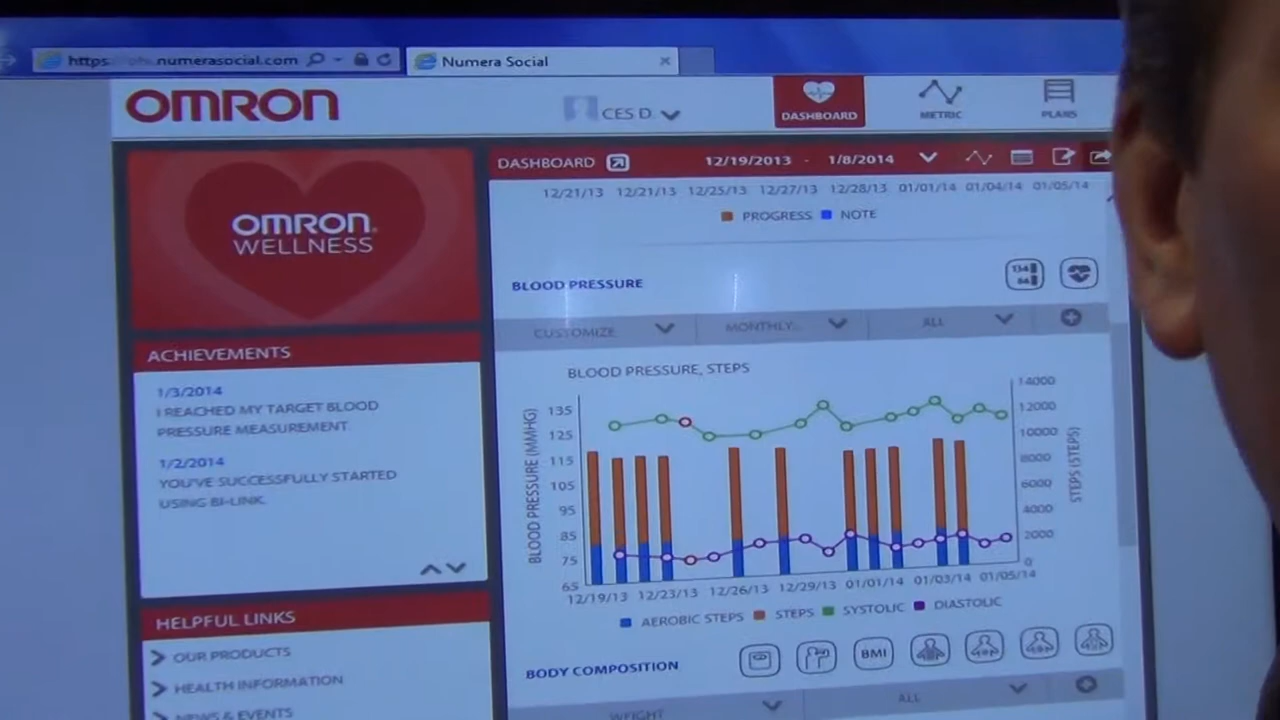 https: .numerasocial.com
Numera Social
OMRON
CES D.
DASHBOARD
METRIC
PLANS
OMRON
WELLNESS
ACHIEVEMENTS
1/3/2014
I REACHED MY TARGET BLOOD
PRESSURE MEASUREMENT.
1/2/2014
YOU'VE SUCCESSFULLY STARTED
USING BI-LINK.
HELPFUL LINKS
OUR PRODUCTS
HEALTH INFORMATION
NEWS & EVENTS
DASHBOARD 12/19/2013 - 1/8/2014
12/21/13 12/21/13 12/25/13 12/27/13 12/28/13 01/01/14 01/04/14 01/05/14
PROGRESS NOTE
BLOOD PRESSURE
CUSTOMIZE MONTHLY... ALL
BLOOD PRESSURE, STEPS
BLOOD PRESSURE (MMHG)
135
125
115
105
95
85
75
65
14000
12000
10000
8000
6000
4000
2000
0
STEPS (STEPS)
12/19/13 12/23/13 12/26/13 12/29/13 01/01/14 01/03/14 01/05/14
AEROBIC STEPS STEPS SYSTOLIC DIASTOLIC
BODY COMPOSITION
BMI
WEIGHT ALL